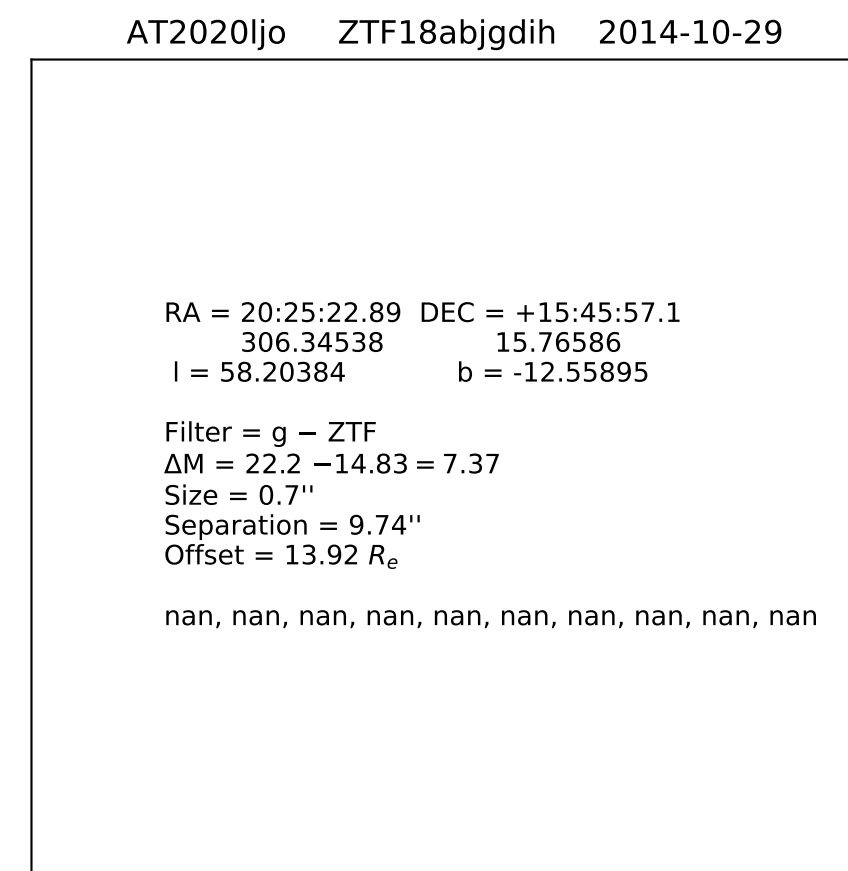 AT2020ljo ZTF18abjgdih 2014-10-29
RA = 20:25:22.89 DEC = +15:45:57.1
306.34538 15.76586
l = 58.20384 b = -12.55895
Filter = g − ZTF
ΔM = 22.2 −14.83 = 7.37
Size = 0.7''
Separation = 9.74''
Offset = 13.92 Rₑ
nan, nan, nan, nan, nan, nan, nan, nan, nan, nan